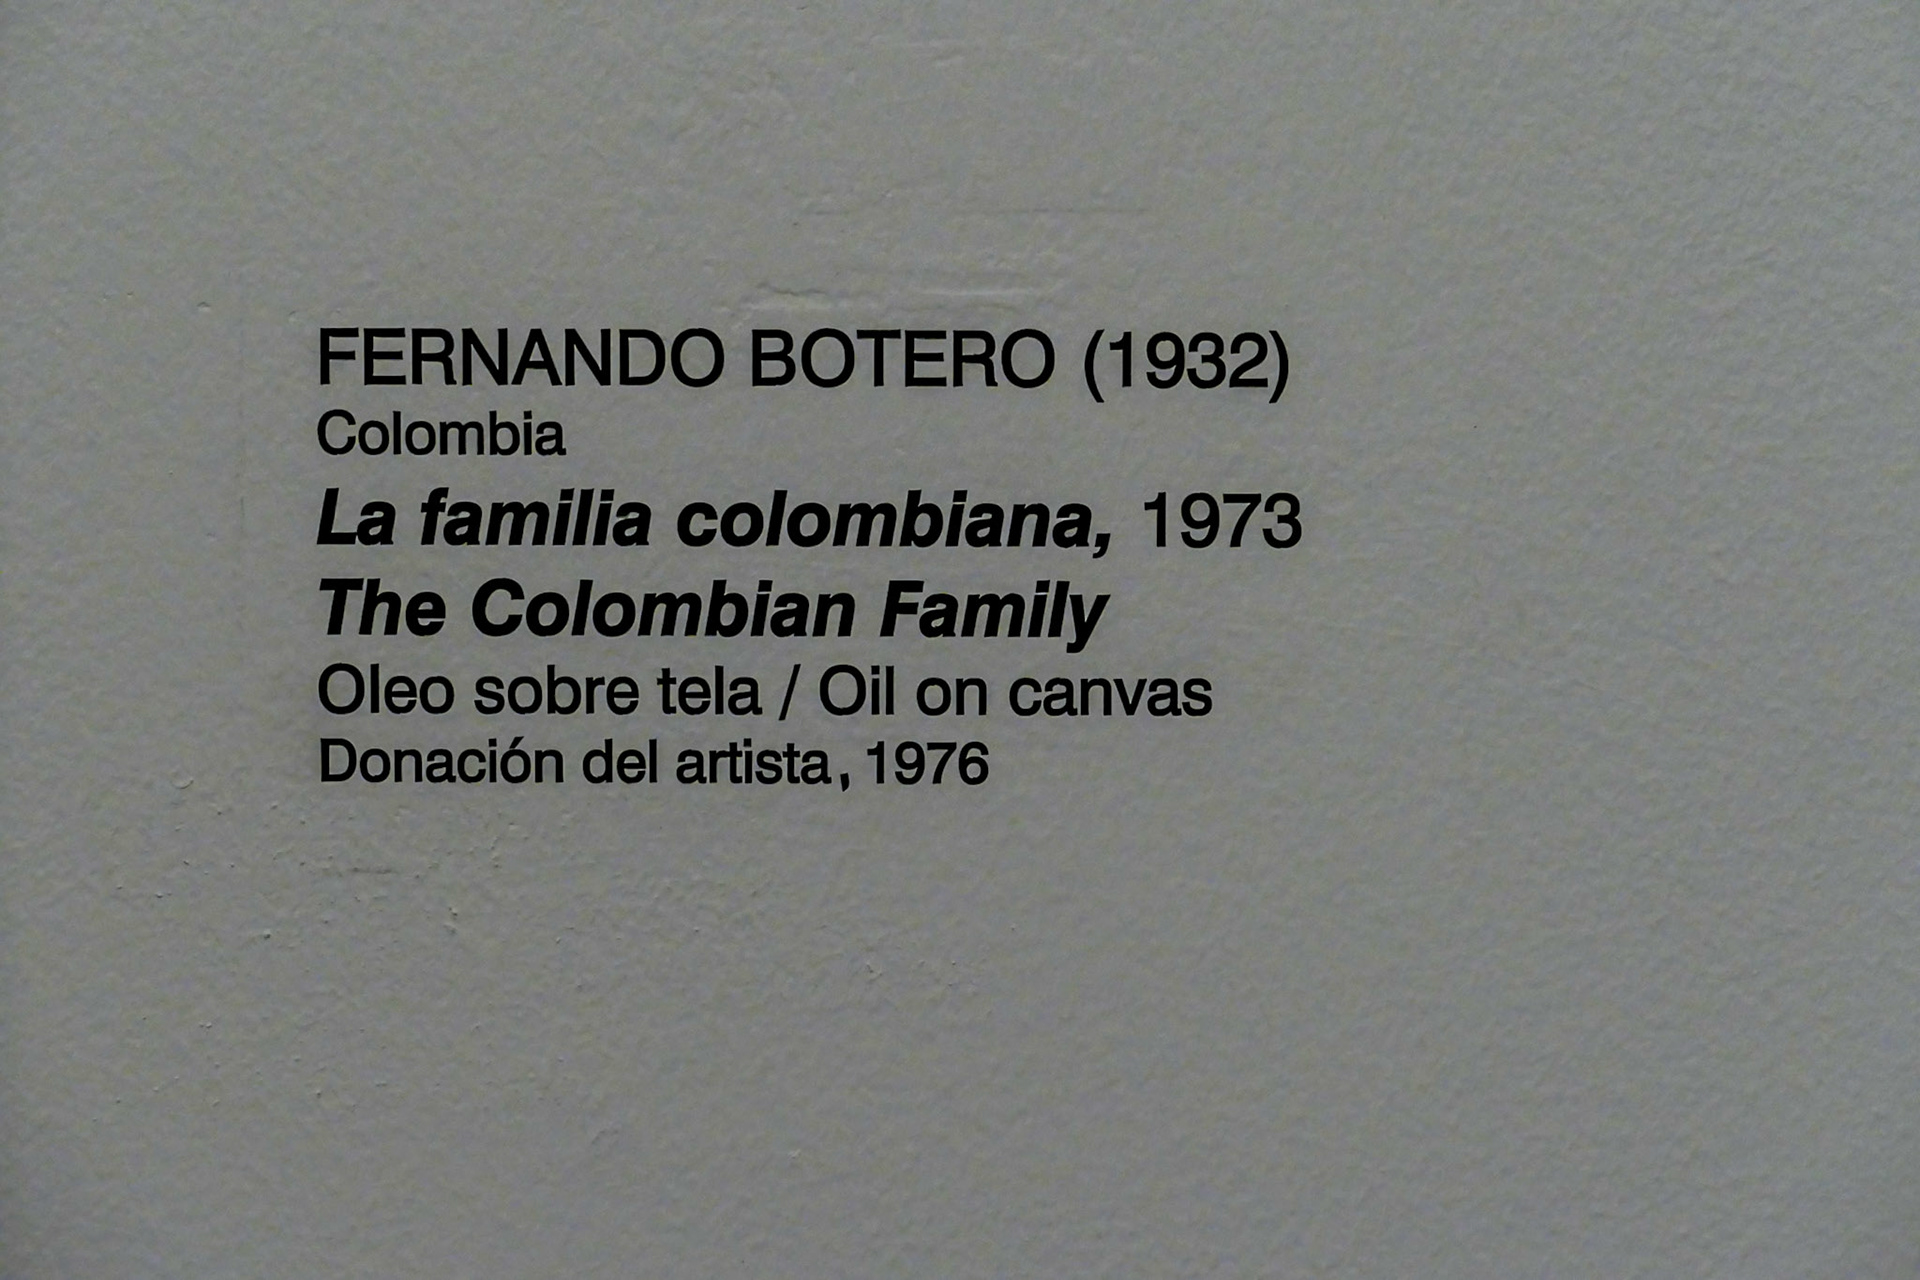 FERNANDO BOTERO (1932)
Colombia
La familia colombiana, 1973
The Colombian Family
Oleo sobre tela / Oil on canvas
Donación del artista, 1976